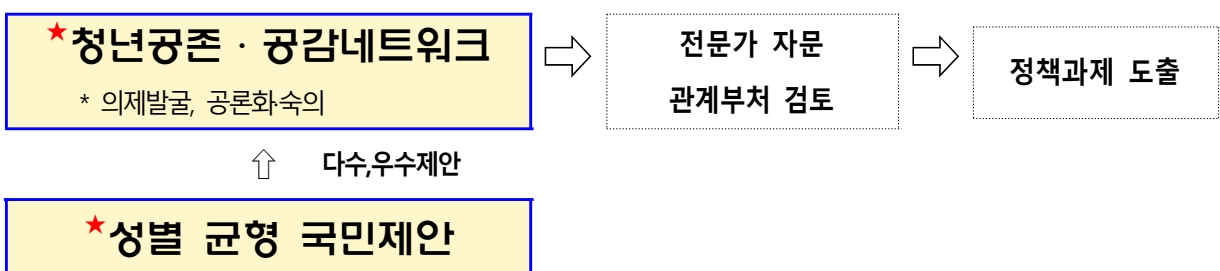 ★청년공존 · 공감네트워크
* 의제발굴, 공론화·숙의
전문가 자문
관계부처 검토
정책과제 도출
다수,우수제안
★성별 균형 국민제안